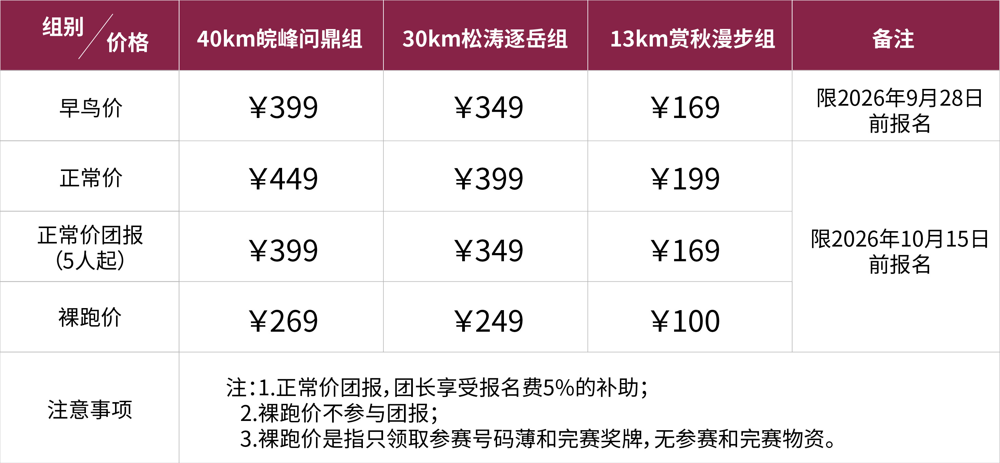 组别
价格
40km皖峰问鼎组
30km松涛逐岳组
13km赏秋漫步组
备注
早鸟价
￥399
￥349
￥169
限2026年9月28日
前报名
正常价
￥449
￥399
￥199
正常价团报
（5人起）
￥399
￥349
￥169
限2026年10月15日
前报名
裸跑价
￥269
￥249
￥100
注意事项
注：1.正常价团报，团长享受报名费5%的补助；
2.裸跑价不参与团报；
3.裸跑价是指只领取参赛号码薄和完赛奖牌，无参赛和完赛物资。